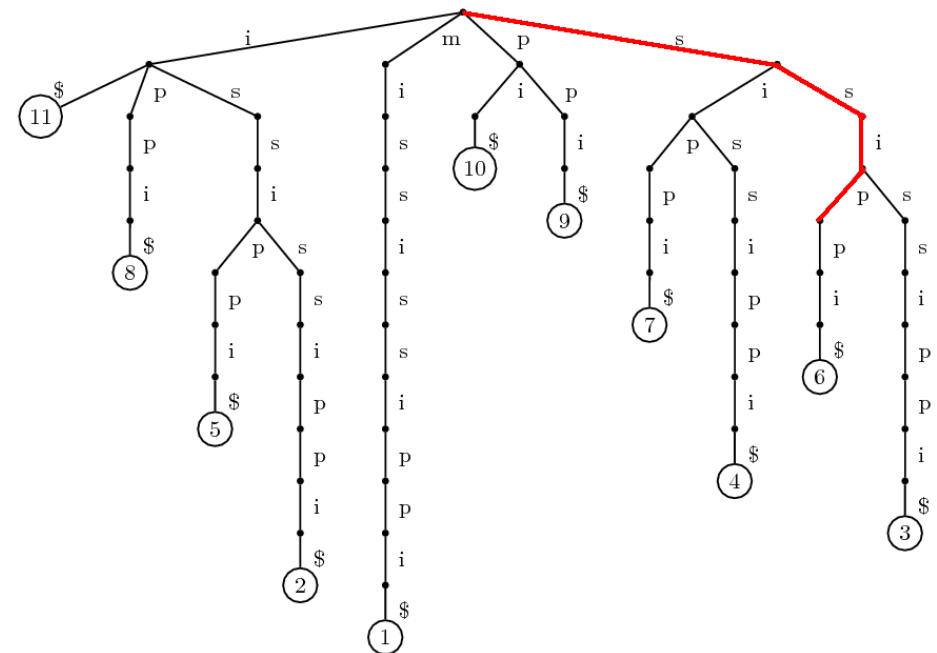 i m p s
$ p s i i p i s
11
p s s $ i p s i
10
i i s $ p s p s
9
$ p s i i i p s
8
p s s $ p i i
7
i i s p $ p
6
$ p i i p
5
p p $ i
4
i p $
3
$ i
2
$
1